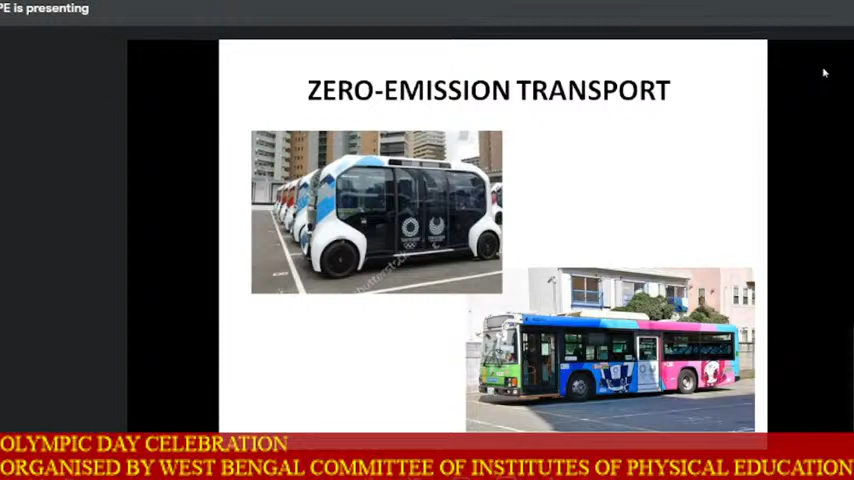 PE is presenting
ZERO-EMISSION TRANSPORT
shutterstock
OLYMPIC DAY CELEBRATION
ORGANISED BY WEST BENGAL COMMITTEE OF INSTITUTES OF PHYSICAL EDUCATION